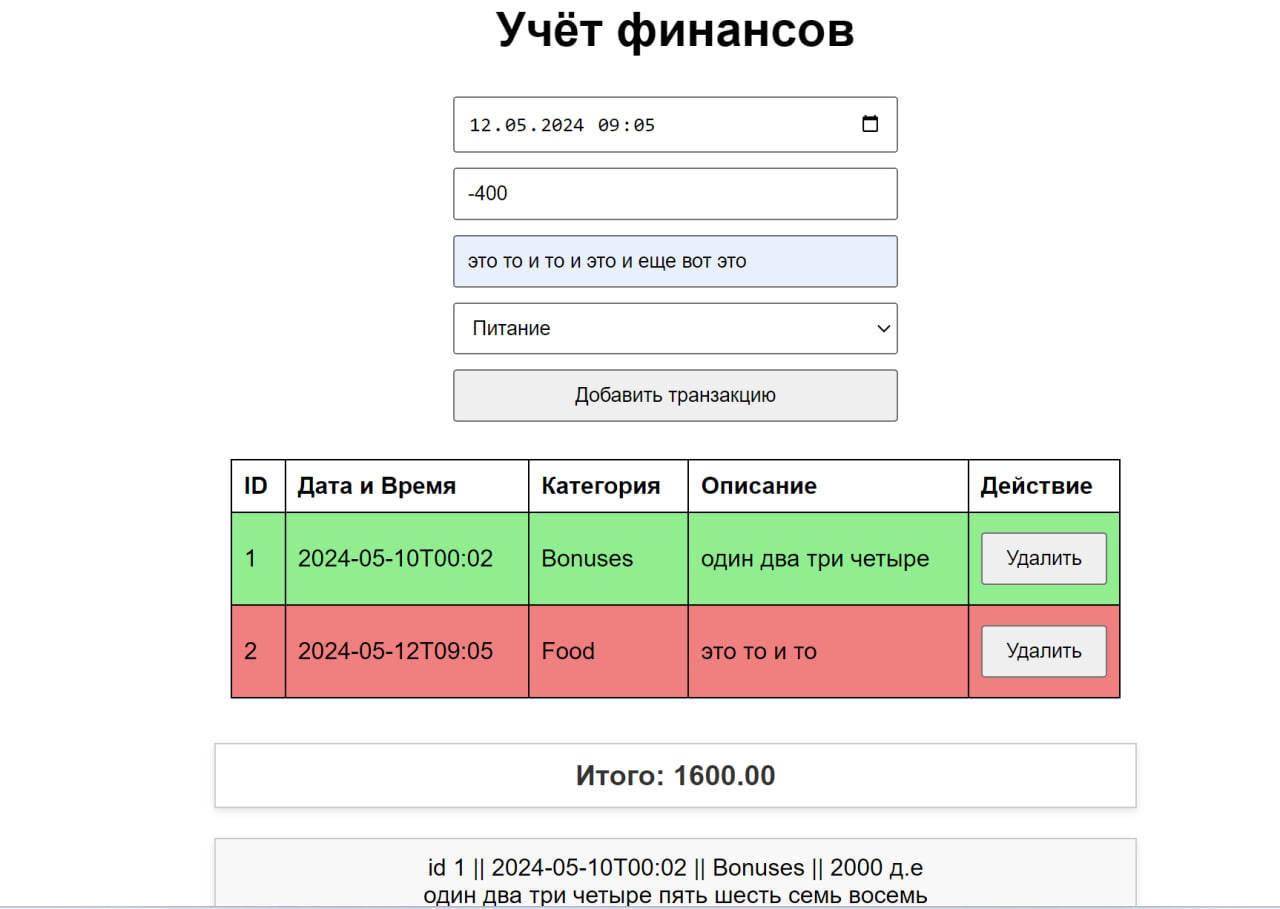 Учёт финансов
12.05.2024 09:05
-400
это то и то и это и еще вот это
Питание
Добавить транзакцию
ID Дата и Время Категория Описание Действие
1 2024-05-10T00:02 Bonuses один два три четыре Удалить
2 2024-05-12T09:05 Food это то и то Удалить
Итого: 1600.00
id 1 || 2024-05-10T00:02 || Bonuses || 2000 д.е
один два три четыре пять шесть семь восемь